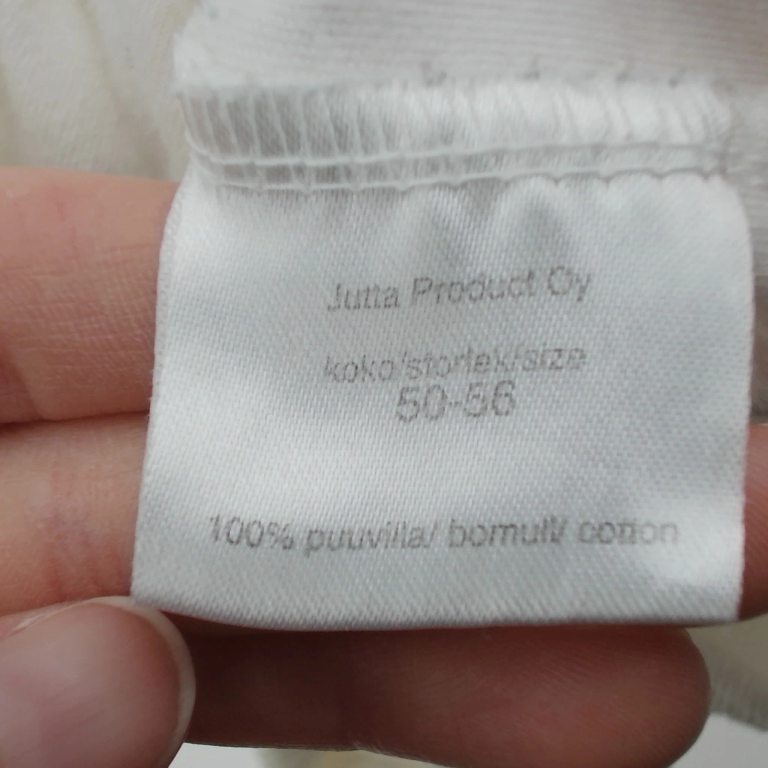 Jutta Product Oy
koko/storlek/size
50-56
100% puuvilla/ bomull/ cotton